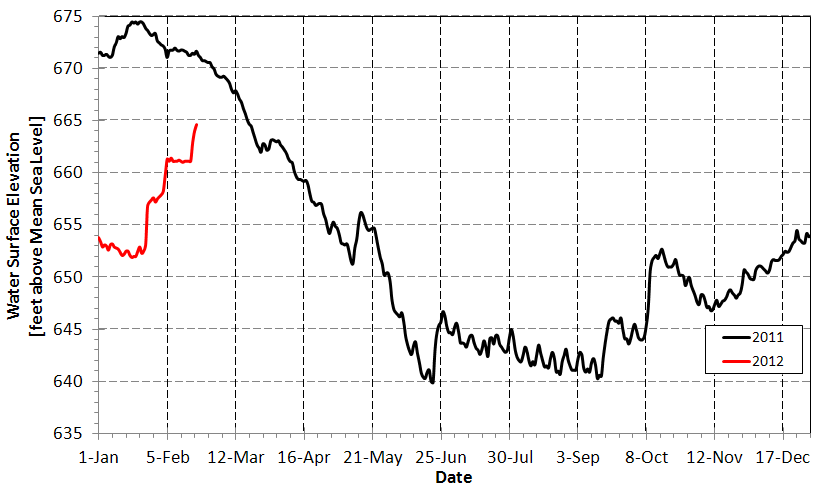 Water Surface Elevation
[feet above Mean Sea Level]
675
670
665
660
655
650
645
640
635
2011
2012
1-Jan 5-Feb 12-Mar 16-Apr 21-May 25-Jun 30-Jul 3-Sep 8-Oct 12-Nov 17-Dec
Date